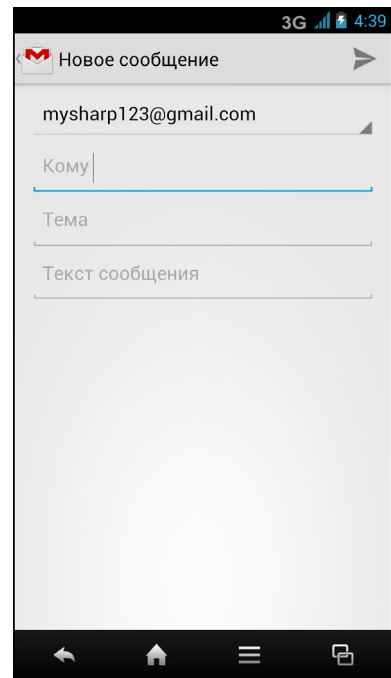 3G 4:39
Новое сообщение
mysharp123@gmail.com
Кому
Тема
Текст сообщения